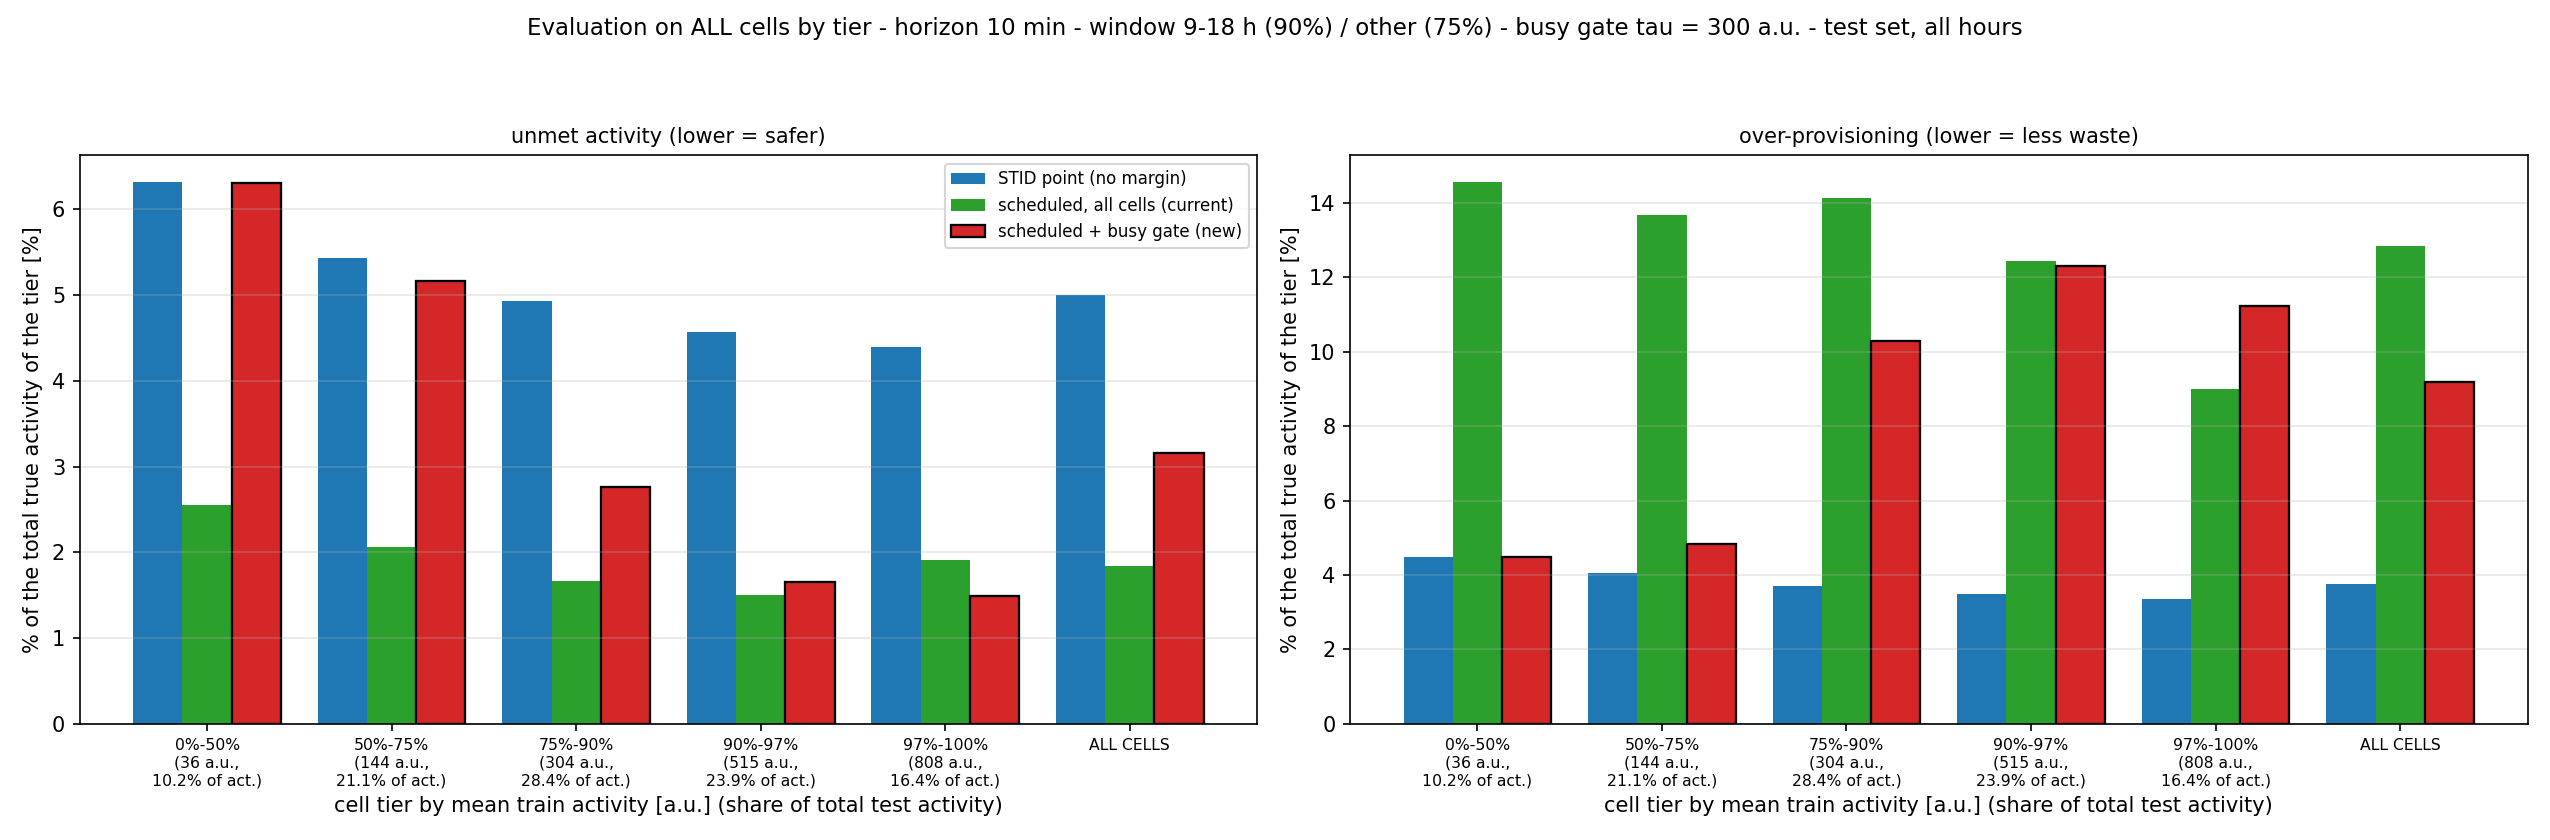 Evaluation on ALL cells by tier - horizon 10 min - window 9-18 h (90%) / other (75%) - busy gate tau = 300 a.u. - test set, all hours
unmet activity (lower = safer)
% of the total true activity of the tier [%]
6
5
4
3
2
1
0
STID point (no margin)
scheduled, all cells (current)
scheduled + busy gate (new)
0%-50%
(36 a.u.,
10.2% of act.)
50%-75%
(144 a.u.,
21.1% of act.)
75%-90%
(304 a.u.,
28.4% of act.)
90%-97%
(515 a.u.,
23.9% of act.)
97%-100%
(808 a.u.,
16.4% of act.)
ALL CELLS
cell tier by mean train activity [a.u.] (share of total test activity)
over-provisioning (lower = less waste)
% of the total true activity of the tier [%]
14
12
10
8
6
4
2
0
0%-50%
(36 a.u.,
10.2% of act.)
50%-75%
(144 a.u.,
21.1% of act.)
75%-90%
(304 a.u.,
28.4% of act.)
90%-97%
(515 a.u.,
23.9% of act.)
97%-100%
(808 a.u.,
16.4% of act.)
ALL CELLS
cell tier by mean train activity [a.u.] (share of total test activity)